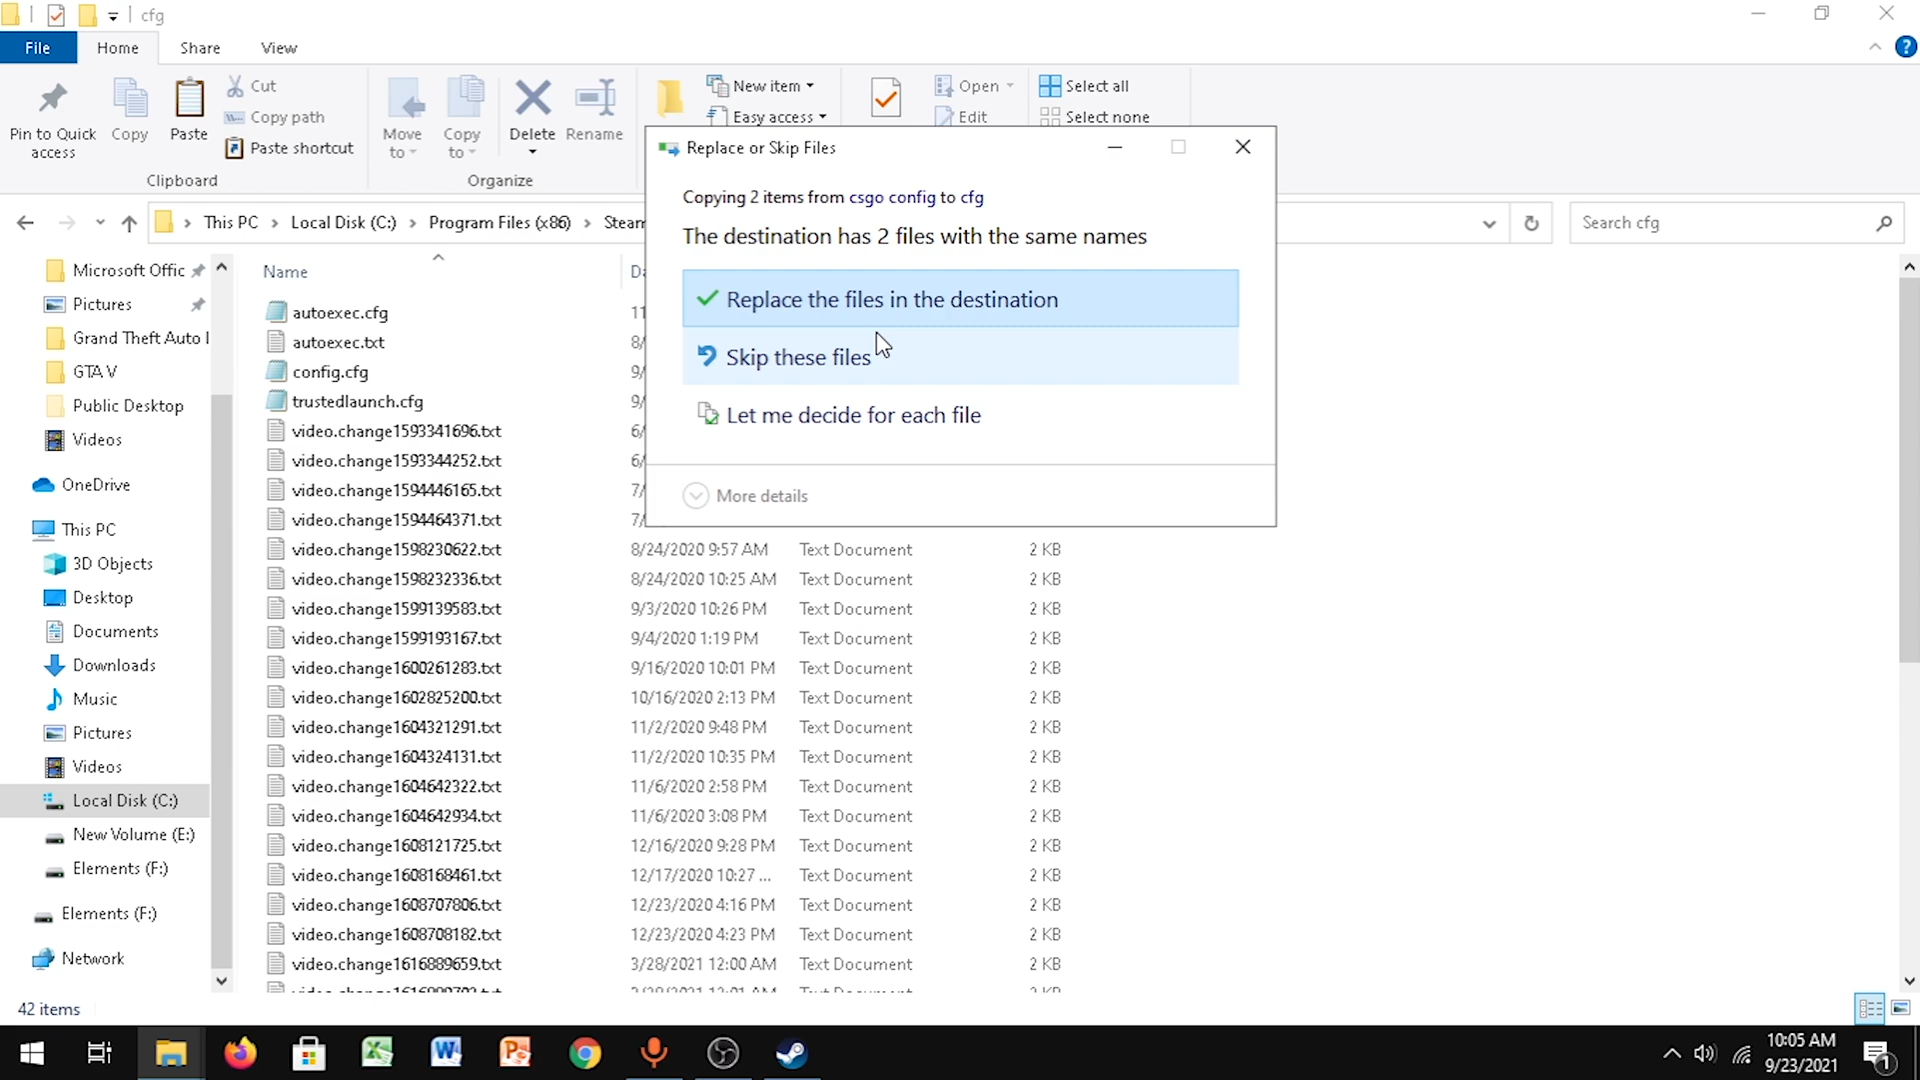 cfg
File Home Share View
Pin to Quick access
Copy
Paste
Cut
Copy path
Paste shortcut
Clipboard
Move to
Copy to
Delete
Rename
Organize
New item
Easy access
Open
Edit
Select all
Select none
This PC Local Disk (C:) Program Files (x86)
Search cfg
Replace or Skip Files
Copying 2 items from csgo config to cfg
The destination has 2 files with the same names
Replace the files in the destination
Skip these files
Let me decide for each file
More details
Microsoft Offic
Pictures
Grand Theft Auto
GTA V
Public Desktop
Videos
OneDrive
This PC
3D Objects
Desktop
Documents
Downloads
Music
Pictures
Videos
Local Disk (C:)
New Volume (E:)
Elements (F:)
Elements (F:)
Network
Name
autoexec.cfg
autoexec.txt
config.cfg
trustedlaunch.cfg
video.change1593341696.txt
video.change1593344252.txt
video.change1594446165.txt
video.change1594464371.txt
video.change1598230622.txt 8/24/2020 9:57 AM Text Document 2 KB
video.change1598232336.txt 8/24/2020 10:25 AM Text Document 2 KB
video.change1599139583.txt 9/3/2020 10:26 PM Text Document 2 KB
video.change1599193167.txt 9/4/2020 1:19 PM Text Document 2 KB
video.change1600261283.txt 9/16/2020 10:01 PM Text Document 2 KB
video.change1602825200.txt 10/16/2020 2:13 PM Text Document 2 KB
video.change1604321291.txt 11/2/2020 9:48 PM Text Document 2 KB
video.change1604324131.txt 11/2/2020 10:35 PM Text Document 2 KB
video.change1604642322.txt 11/6/2020 2:58 PM Text Document 2 KB
video.change1604642934.txt 11/6/2020 3:08 PM Text Document 2 KB
video.change1608121725.txt 12/16/2020 9:28 PM Text Document 2 KB
video.change1608168461.txt 12/17/2020 10:27 ... Text Document 2 KB
video.change1608707806.txt 12/23/2020 4:16 PM Text Document 2 KB
video.change1608708182.txt 12/23/2020 4:23 PM Text Document 2 KB
video.change1616889659.txt 3/28/2021 12:00 AM Text Document 2 KB
42 items
10:05 AM
9/23/2021
1